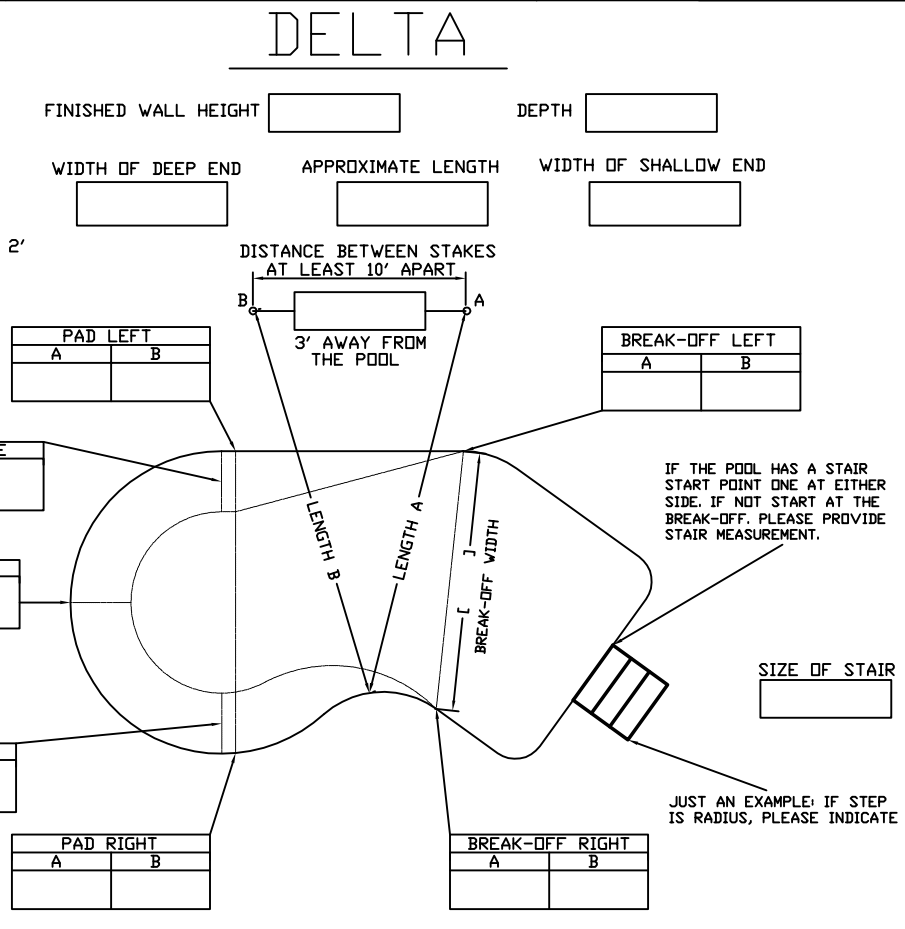 DELTA
FINISHED WALL HEIGHT
DEPTH
WIDTH OF DEEP END
APPROXIMATE LENGTH
WIDTH OF SHALLOW END
2'
DISTANCE BETWEEN STAKES
AT LEAST 10' APART
B
A
3' AWAY FROM
THE POOL
PAD LEFT
A B
BREAK-OFF LEFT
A B
E
IF THE POOL HAS A STAIR
START POINT ONE AT EITHER
SIDE. IF NOT START AT THE
BREAK-OFF. PLEASE PROVIDE
STAIR MEASUREMENT.
LENGTH B
LENGTH A
[ ]
BREAK-OFF WIDTH
SIZE OF STAIR
JUST AN EXAMPLE; IF STEP
IS RADIUS, PLEASE INDICATE
PAD RIGHT
A B
BREAK-OFF RIGHT
A B